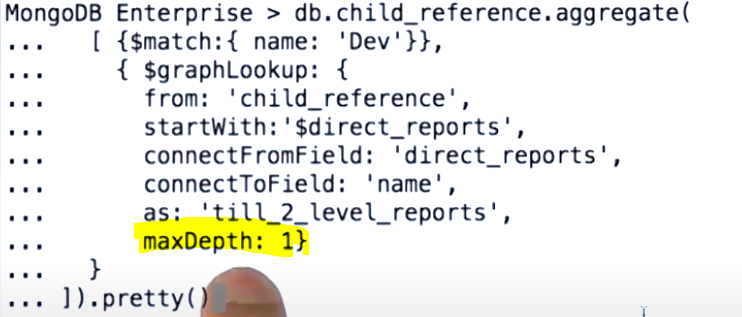 MongoDB Enterprise > db.child_reference.aggregate(
...    [ {$match:{ name: 'Dev'}},
...      { $graphLookup: {
...        from: 'child_reference',
...        startWith:'$direct_reports',
...        connectFromField: 'direct_reports',
...        connectToField: 'name',
...        as: 'till_2_level_reports',
...        maxDepth: 1}
...    }
... ]).pretty()